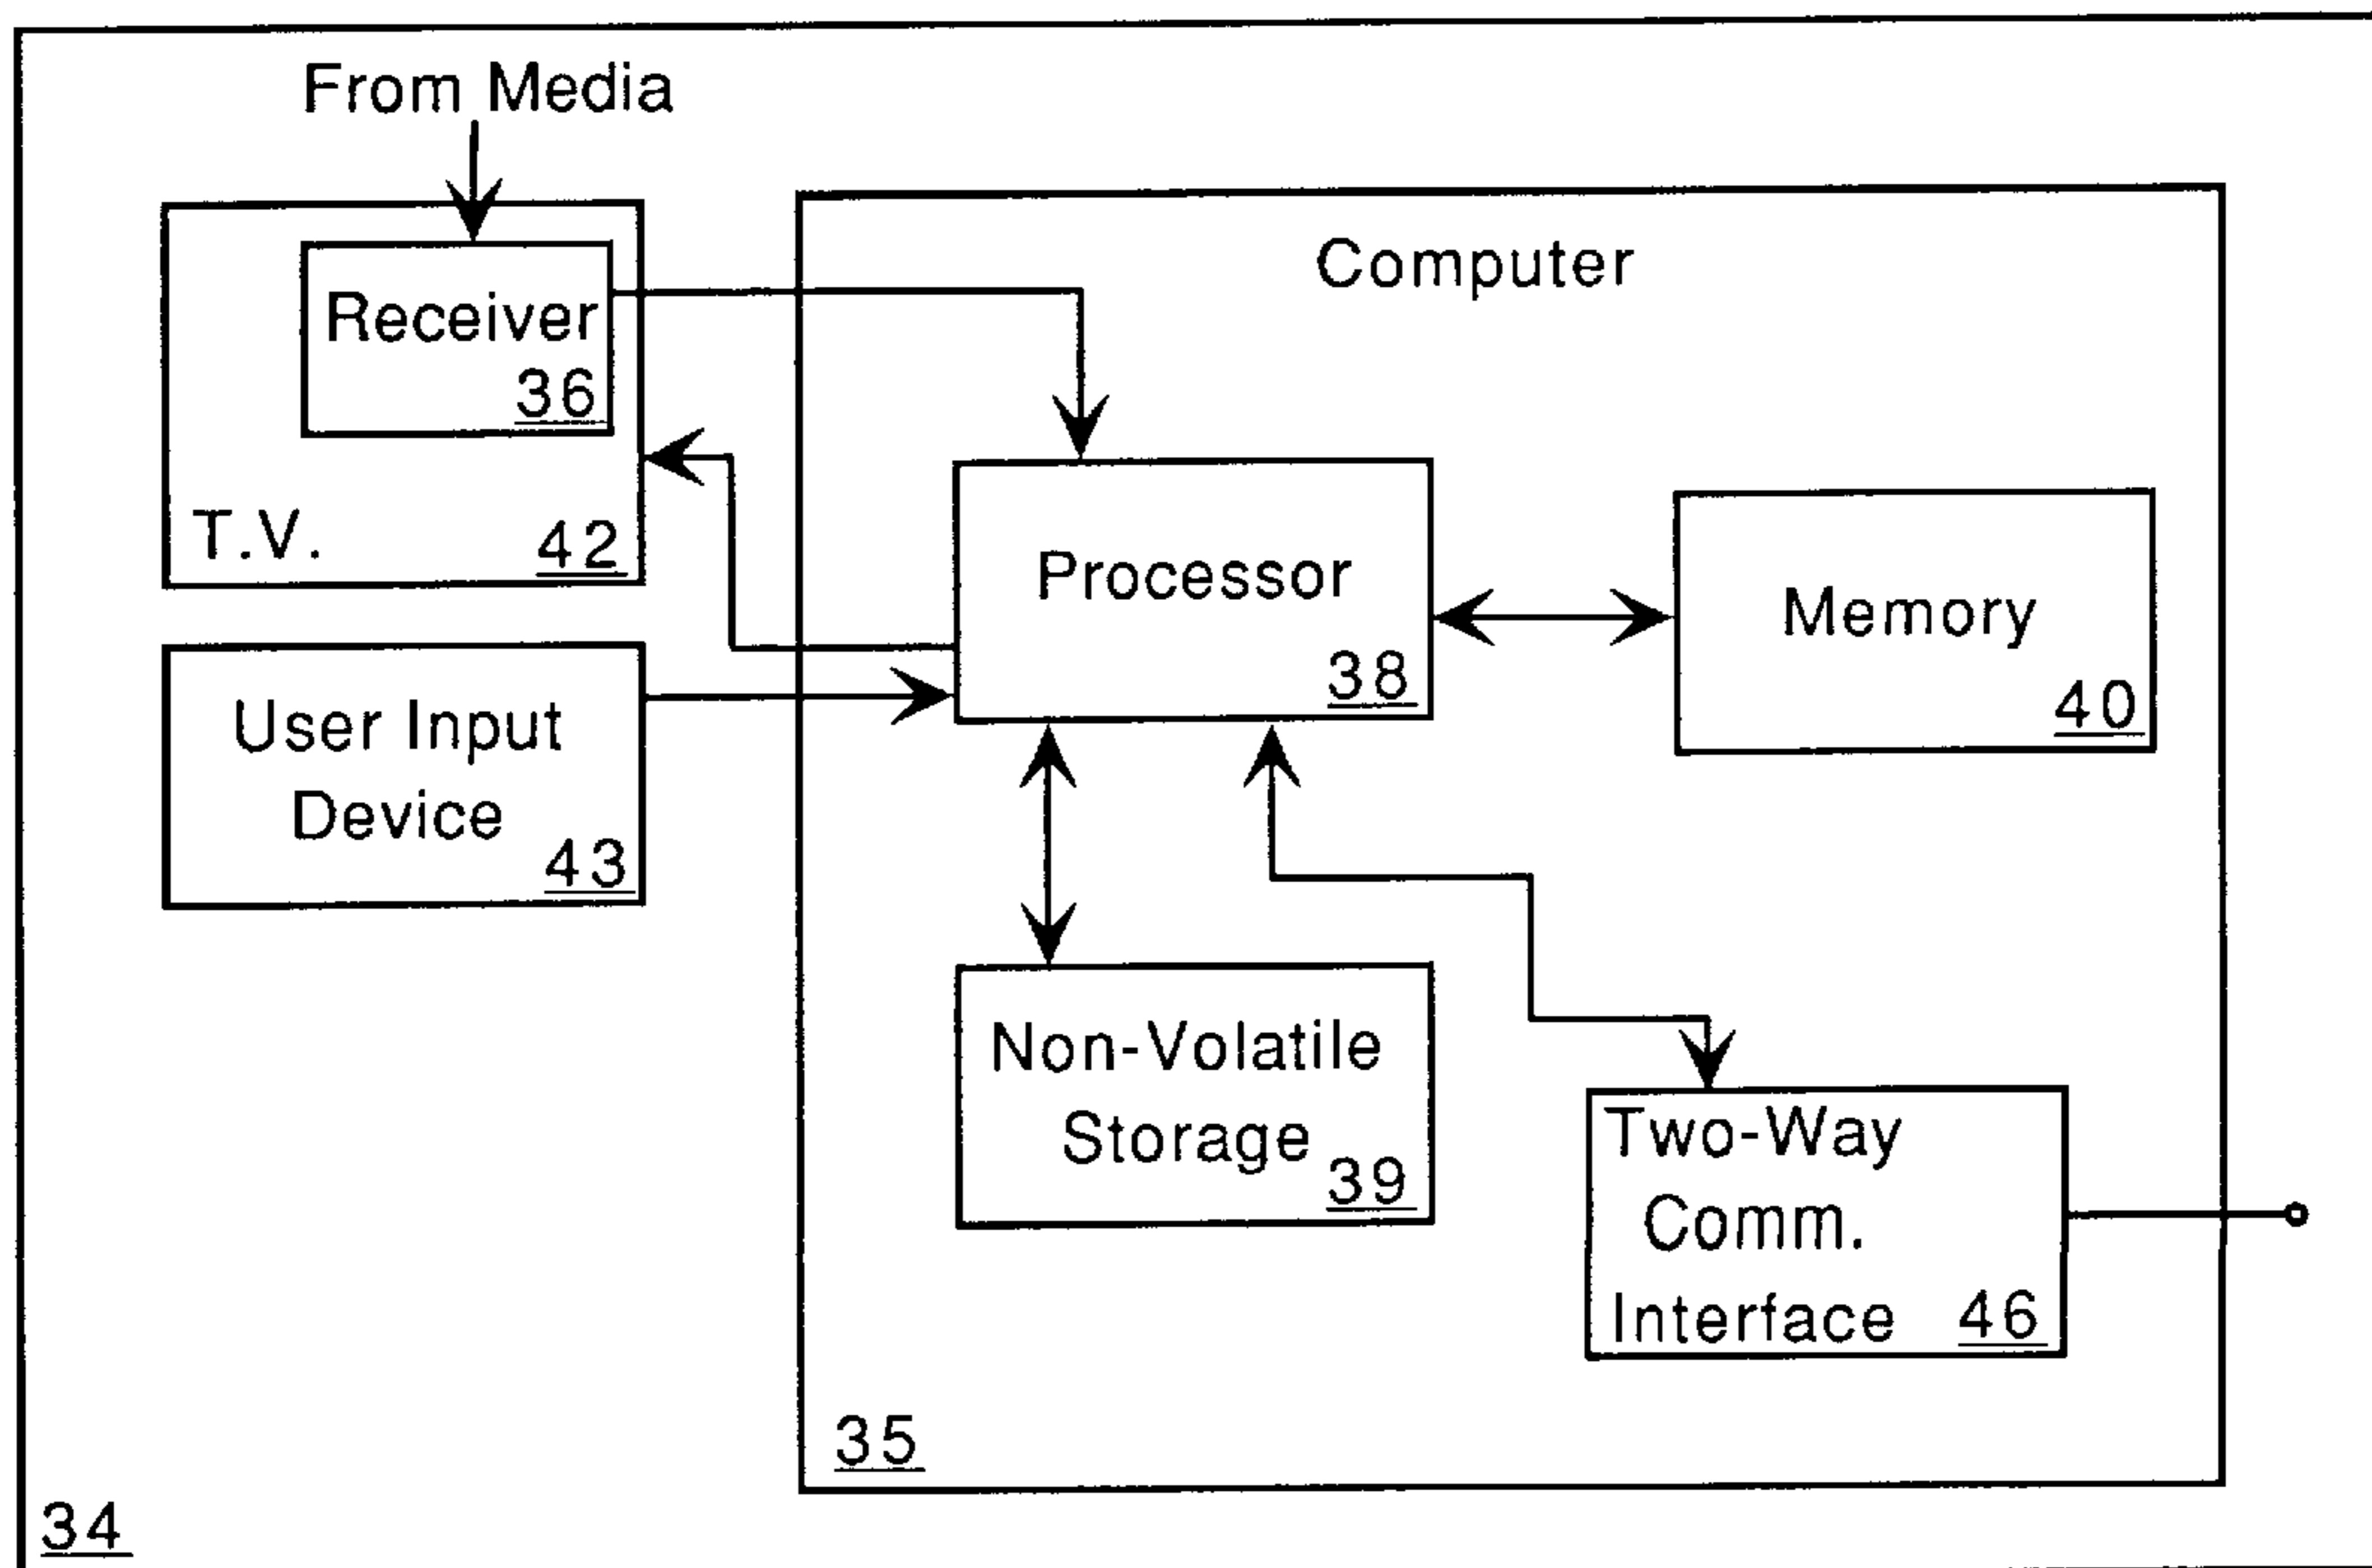 From Media
Receiver
36
T.V.
42
User Input
Device
43
Computer
Processor
38
Memory
40
Non-Volatile
Storage
39
Two-Way
Comm.
Interface
46
35
34